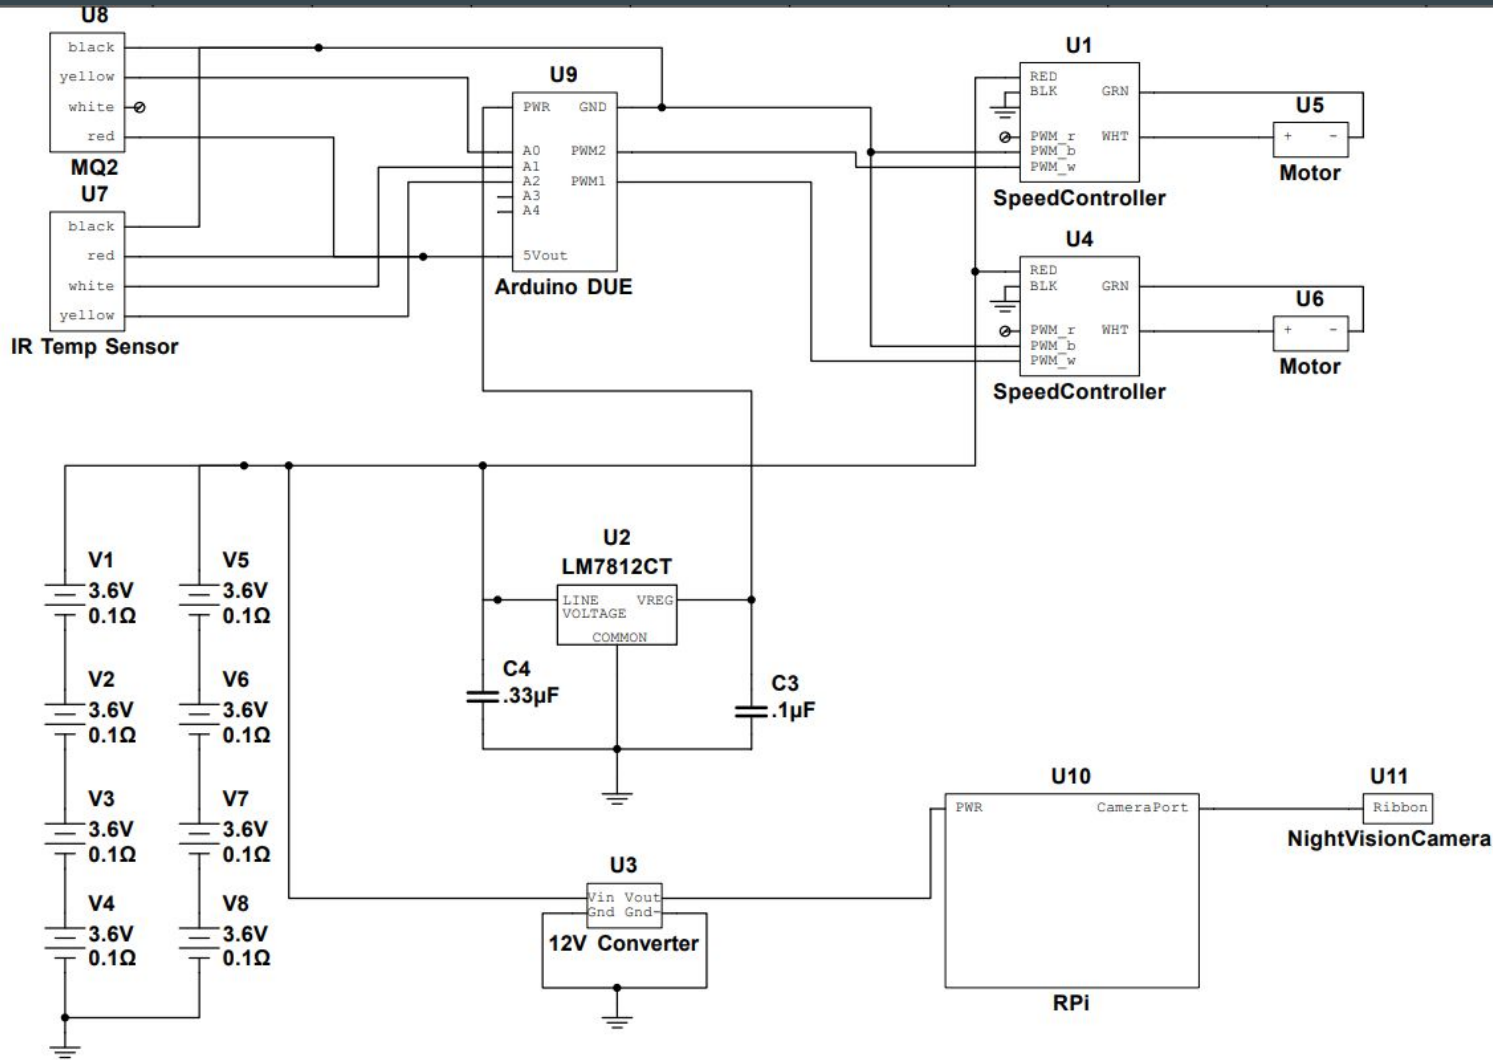 U8
black
yellow
white
red
MQ2
U7
black
red
white
yellow
IR Temp Sensor
U9
PWR GND
A0 PWM2
A1
A2 PWM1
A3
A4
5Vout
Arduino DUE
U1
RED
BLK GRN
PWM_r WHT
PWM_b
PWM_w
SpeedController
U5
+ -
Motor
U4
RED
BLK GRN
PWM_r WHT
PWM_b
PWM_w
SpeedController
U6
+ -
Motor
V1
3.6V
0.1Ω
V5
3.6V
0.1Ω
V2
3.6V
0.1Ω
V6
3.6V
0.1Ω
V3
3.6V
0.1Ω
V7
3.6V
0.1Ω
V4
3.6V
0.1Ω
V8
3.6V
0.1Ω
U2
LM7812CT
LINE VREG
VOLTAGE
COMMON
C4
.33µF
C3
.1µF
U3
Vin Vout
Gnd Gnd-
12V Converter
U10
PWR CameraPort
RPi
U11
Ribbon
NightVisionCamera